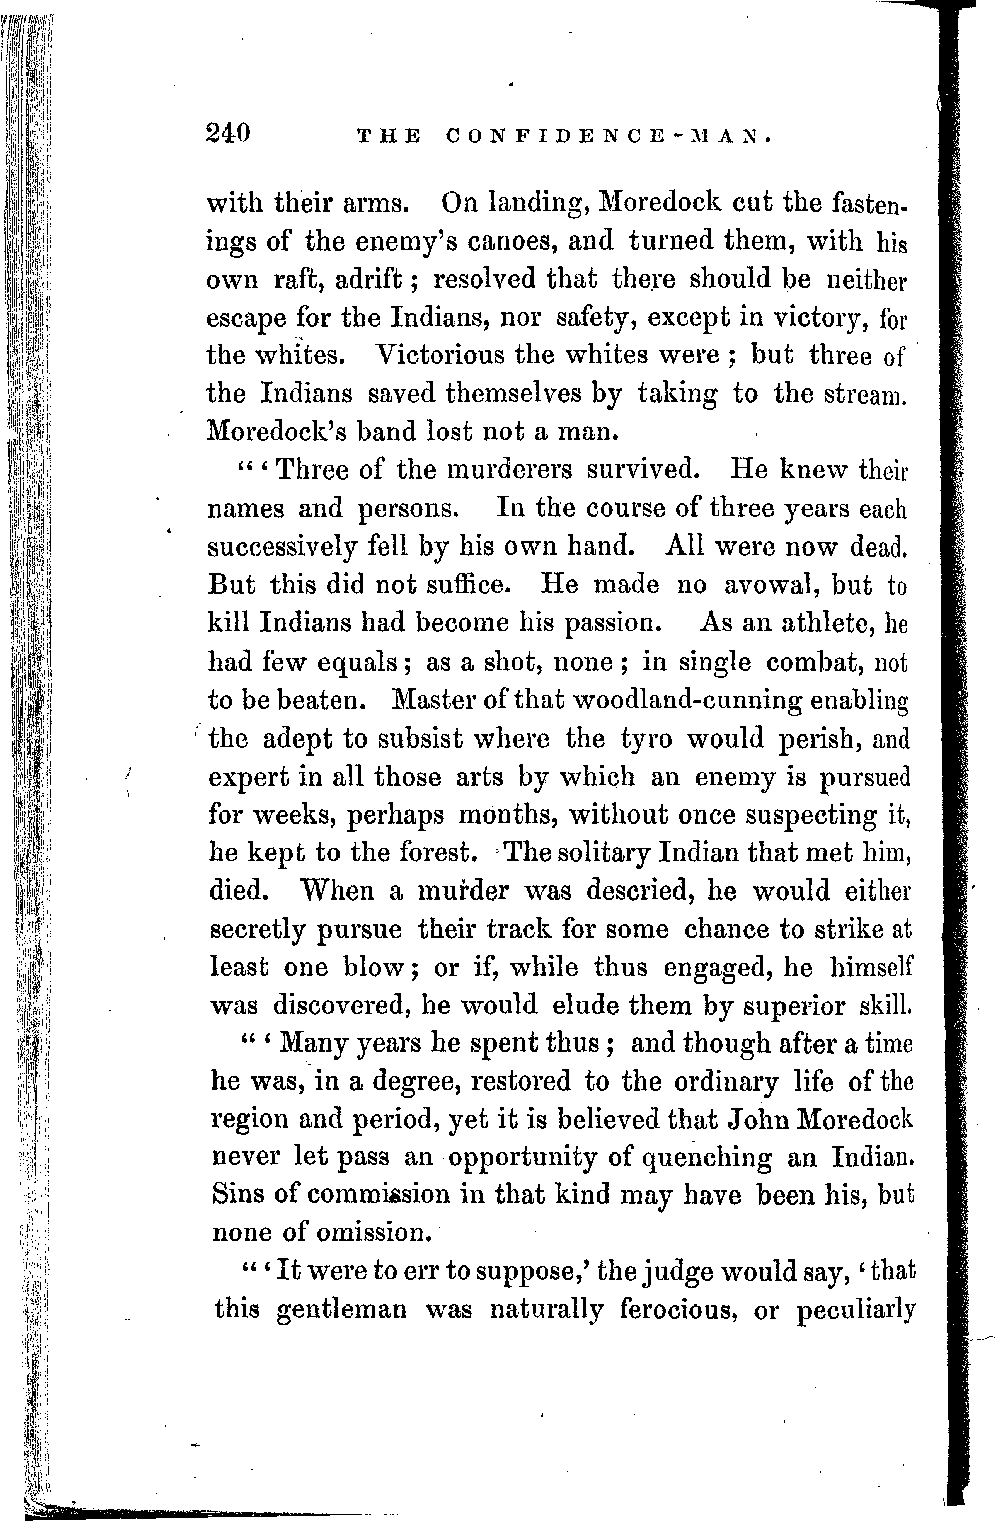 240 THE CONFIDENCE-MAN.
with their arms. On landing, Moredock cut the fasten-
ings of the enemy's canoes, and turned them, with his
own raft, adrift; resolved that there should be neither
escape for the Indians, nor safety, except in victory, for
the whites. Victorious the whites were; but three of
the Indians saved themselves by taking to the stream.
Moredock's band lost not a man.
"'Three of the murderers survived. He knew their
names and persons. In the course of three years each
successively fell by his own hand. All were now dead.
But this did not suffice. He made no avowal, but to
kill Indians had become his passion. As an athlete, he
had few equals; as a shot, none; in single combat, not
to be beaten. Master of that woodland-cunning enabling
the adept to subsist where the tyro would perish, and
expert in all those arts by which an enemy is pursued
for weeks, perhaps months, without once suspecting it,
he kept to the forest. The solitary Indian that met him,
died. When a murder was descried, he would either
secretly pursue their track for some chance to strike at
least one blow; or if, while thus engaged, he himself
was discovered, he would elude them by superior skill.
"'Many years he spent thus; and though after a time
he was, in a degree, restored to the ordinary life of the
region and period, yet it is believed that John Moredock
never let pass an opportunity of quenching an Indian.
Sins of commission in that kind may have been his, but
none of omission.
"'It were to err to suppose,' the judge would say, 'that
this gentleman was naturally ferocious, or peculiarly